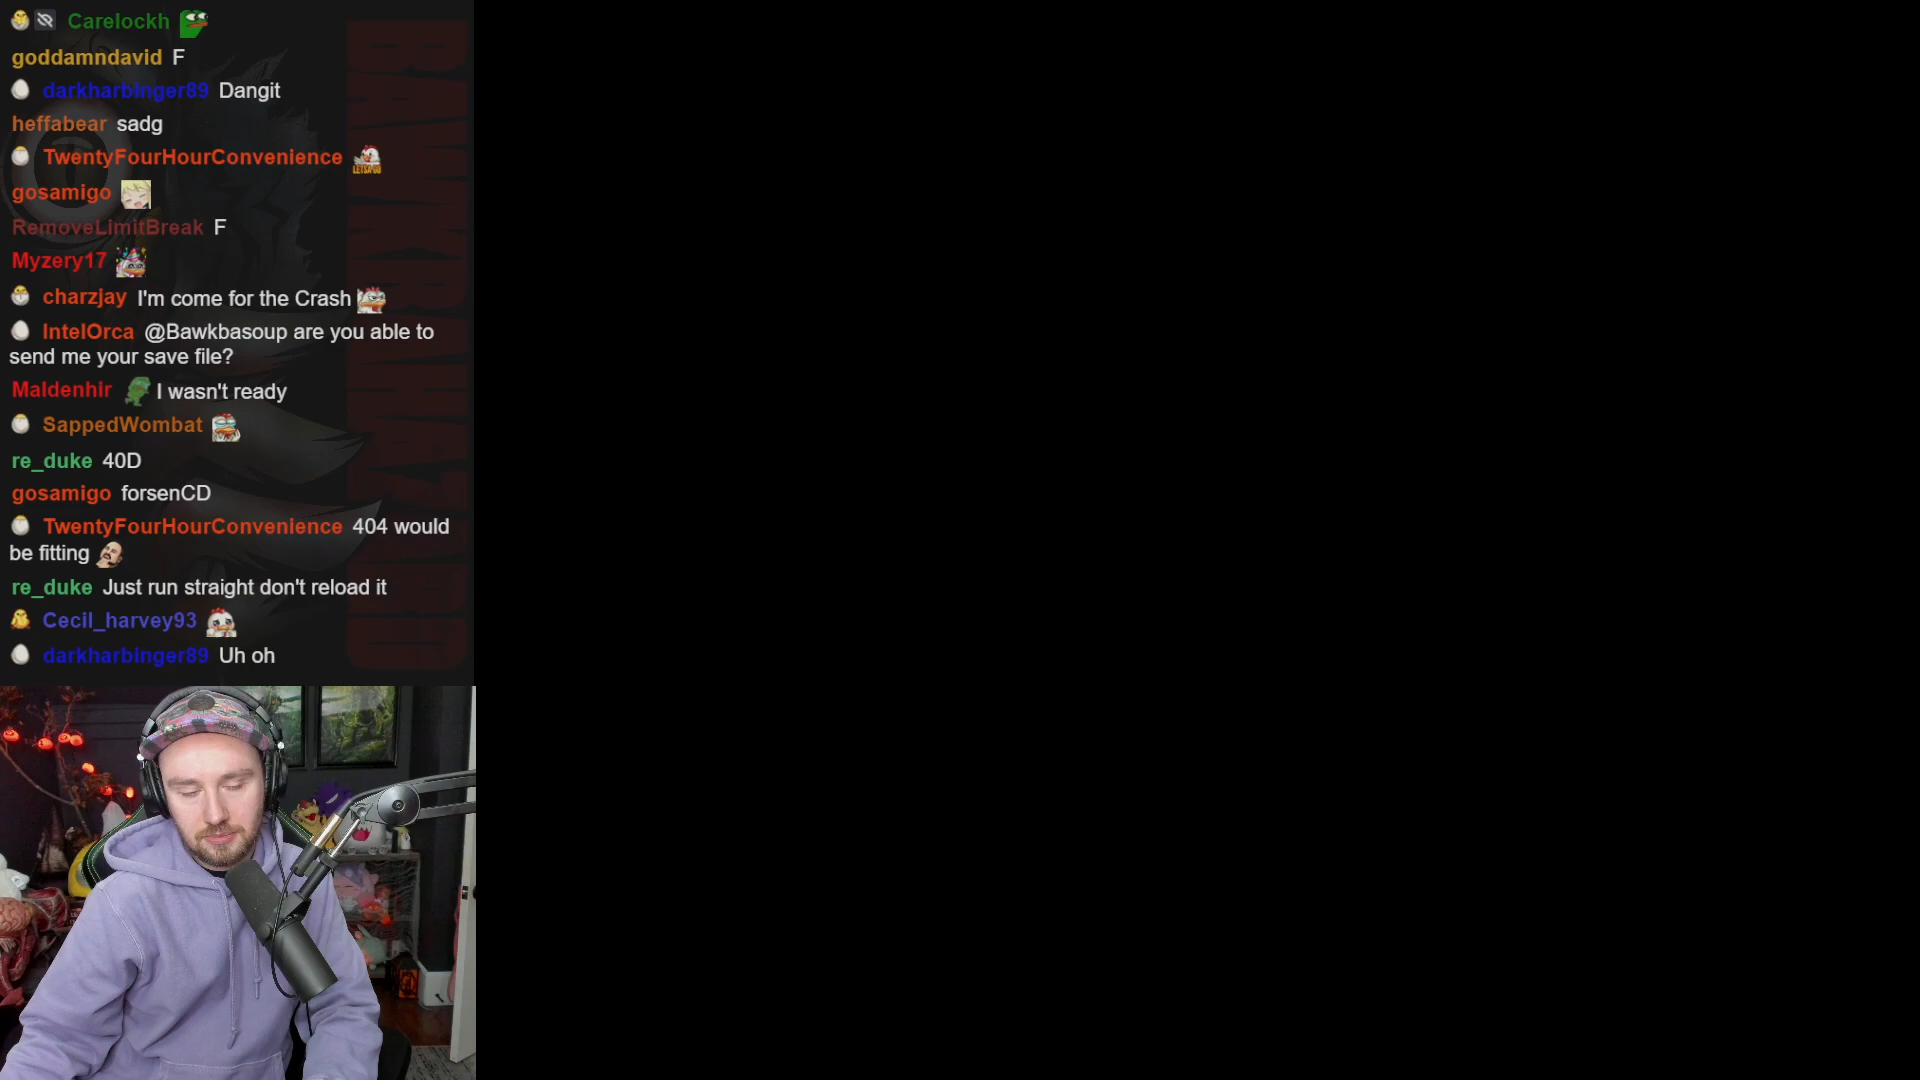 Carelockh
goddamndavid F
darkharbinger89 Dangit
heffabear sadg
TwentyFourHourConvenience LETSAGO
gosamigo
RemoveLimitBreak F
Myzery17
charzjay I'm come for the Crash
IntelOrca @Bawkbasoup are you able to
send me your save file?
Maldenhir I wasn't ready
SappedWombat
re_duke 40D
gosamigo forsenCD
TwentyFourHourConvenience 404 would
be fitting
re_duke Just run straight don't reload it
Cecil_harvey93
darkharbinger89 Uh oh